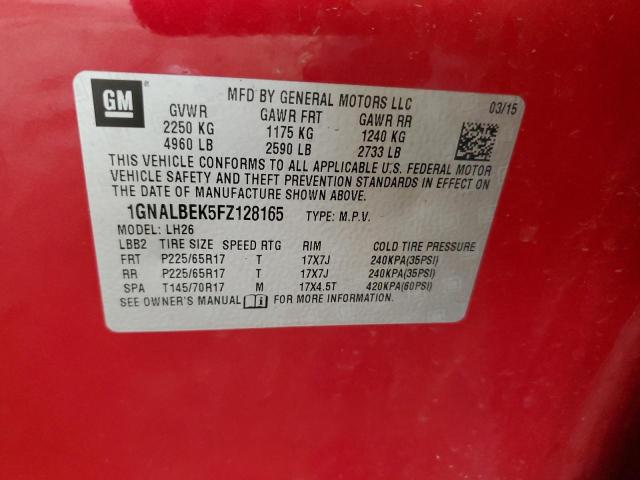 GM
MFD BY GENERAL MOTORS LLC 03/15
GVWR GAWR FRT GAWR RR
2250 KG 1175 KG 1240 KG
4960 LB 2590 LB 2733 LB
THIS VEHICLE CONFORMS TO ALL APPLICABLE U.S. FEDERAL MOTOR
VEHICLE SAFETY AND THEFT PREVENTION STANDARDS IN EFFECT ON
THE DATE OF MANUFACTURE SHOWN ABOVE.
1GNALBEK5FZ128165 TYPE: M.P.V.
MODEL: LH26
LBB2 TIRE SIZE SPEED RTG RIM COLD TIRE PRESSURE
FRT P225/65R17 T 17X7J 240KPA(35PSI)
RR P225/65R17 T 17X7J 240KPA(35PSI)
SPA T145/70R17 M 17X4.5T 420KPA(60PSI)
SEE OWNER'S MANUAL FOR MORE INFORMATION.